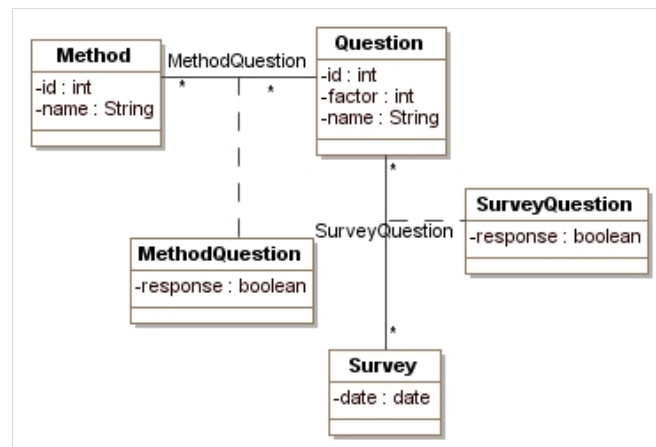 Method
-id : int
-name : String
MethodQuestion
*
*
Question
-id : int
-factor : int
-name : String
*
SurveyQuestion
SurveyQuestion
-response : boolean
MethodQuestion
-response : boolean
*
Survey
-date : date